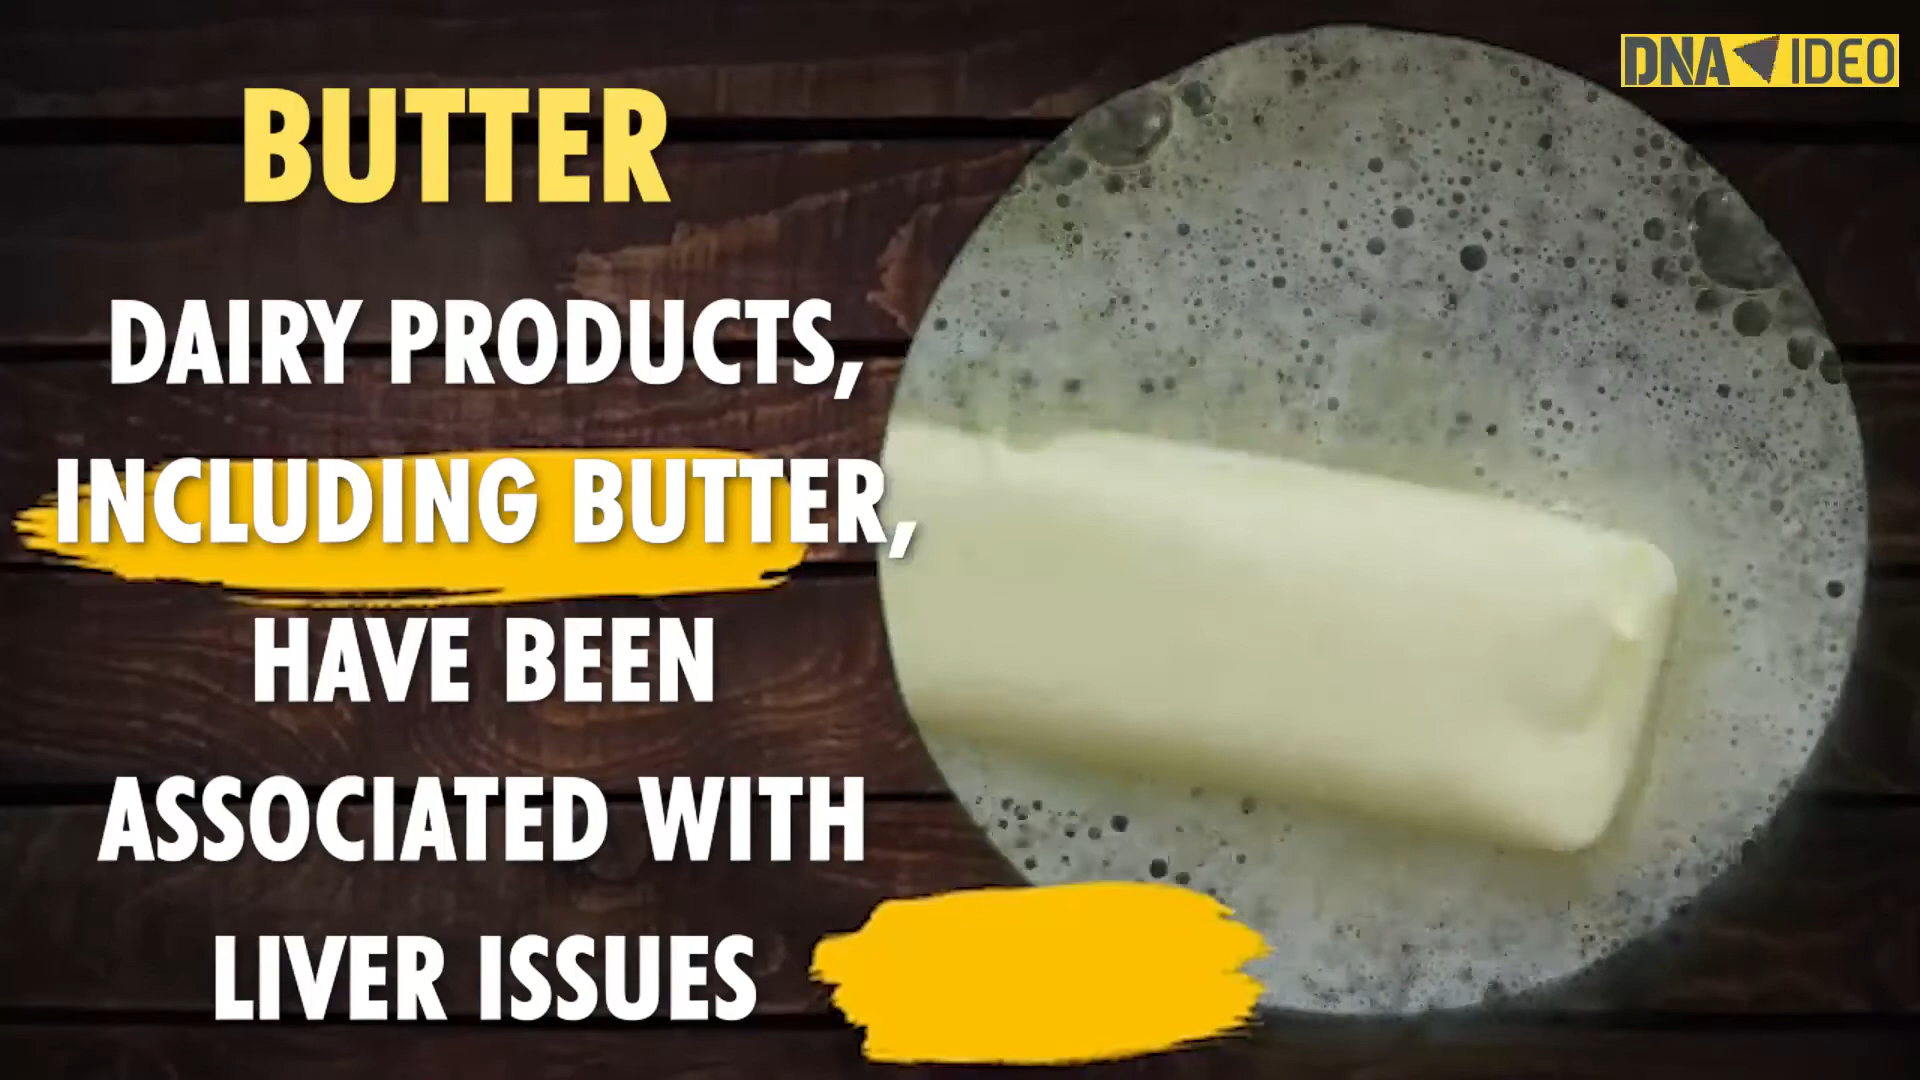 DNA VIDEO
BUTTER
DAIRY PRODUCTS,
INCLUDING BUTTER,
HAVE BEEN
ASSOCIATED WITH
LIVER ISSUES